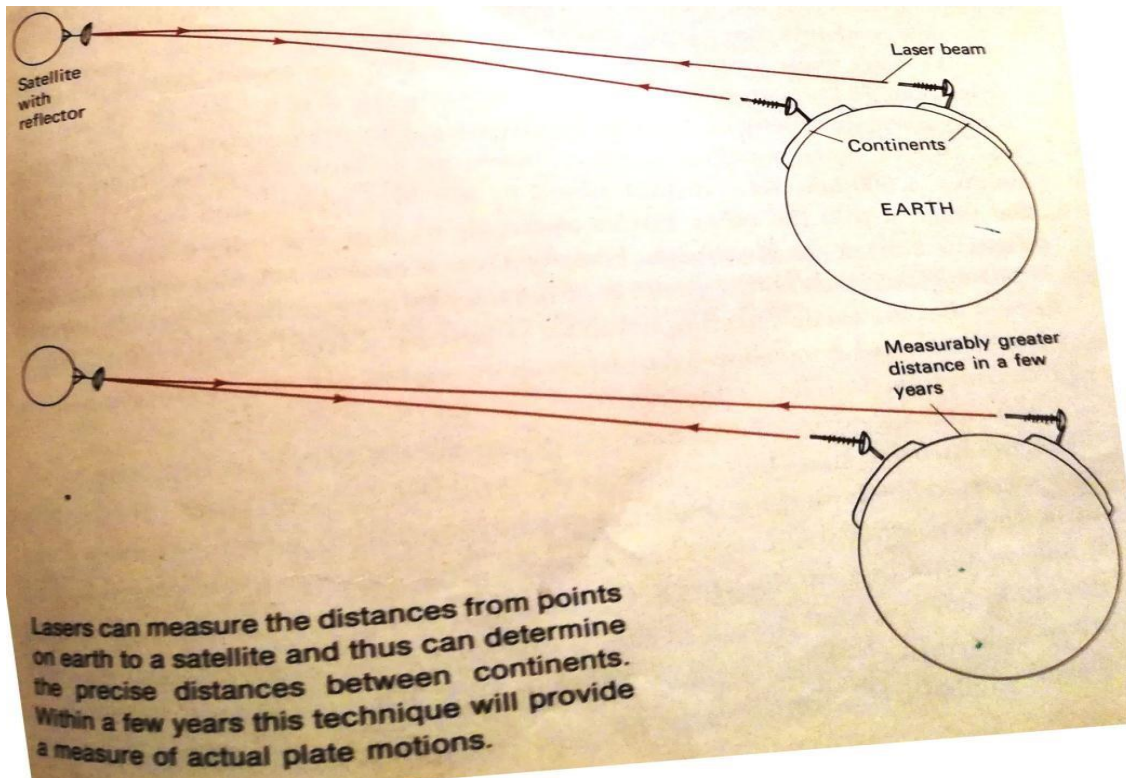 Laser beam
Satellite
with
reflector
Continents
EARTH
Measurably greater
distance in a few
years
Lasers can measure the distances from points
on earth to a satellite and thus can determine
the precise distances between continents.
Within a few years this technique will provide
a measure of actual plate motions.